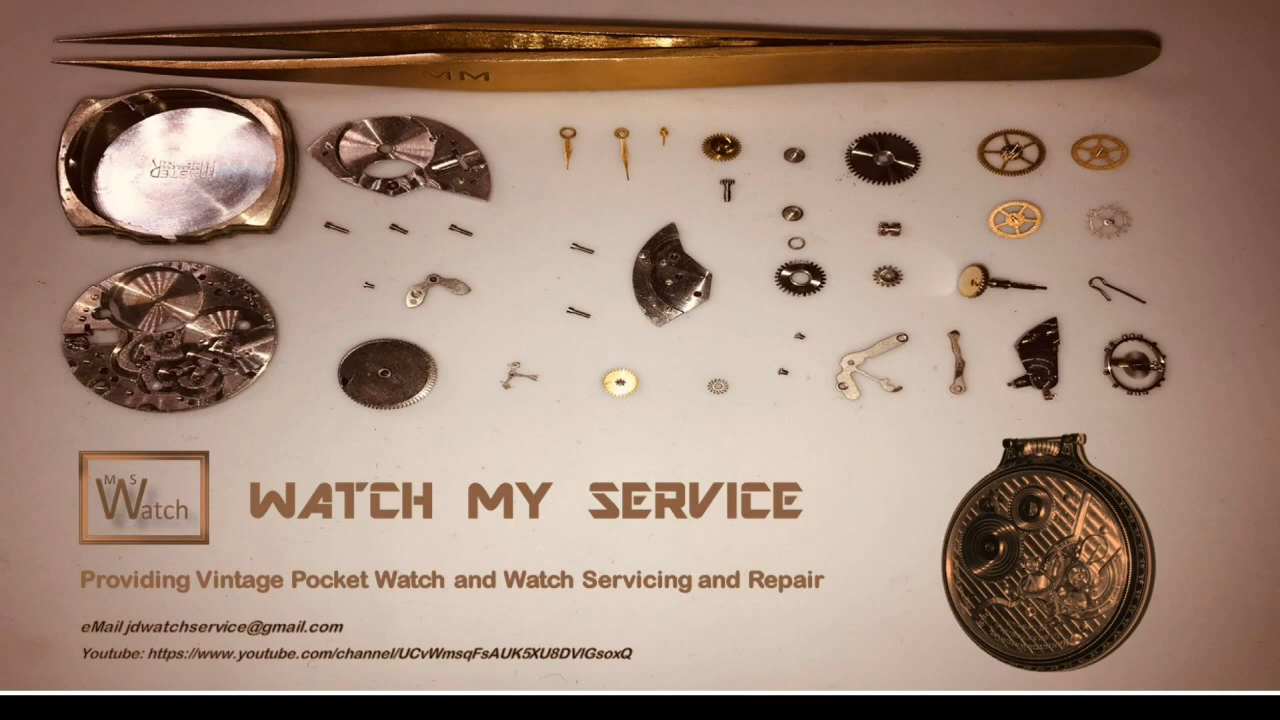 MM
M S
Watch
WATCH MY SERVICE
Providing Vintage Pocket Watch and Watch Servicing and Repair
eMail jdwatchservice@gmail.com
Youtube: https://www.youtube.com/channel/UCvWmsqFsAUK5XU8DVIGsoxQ